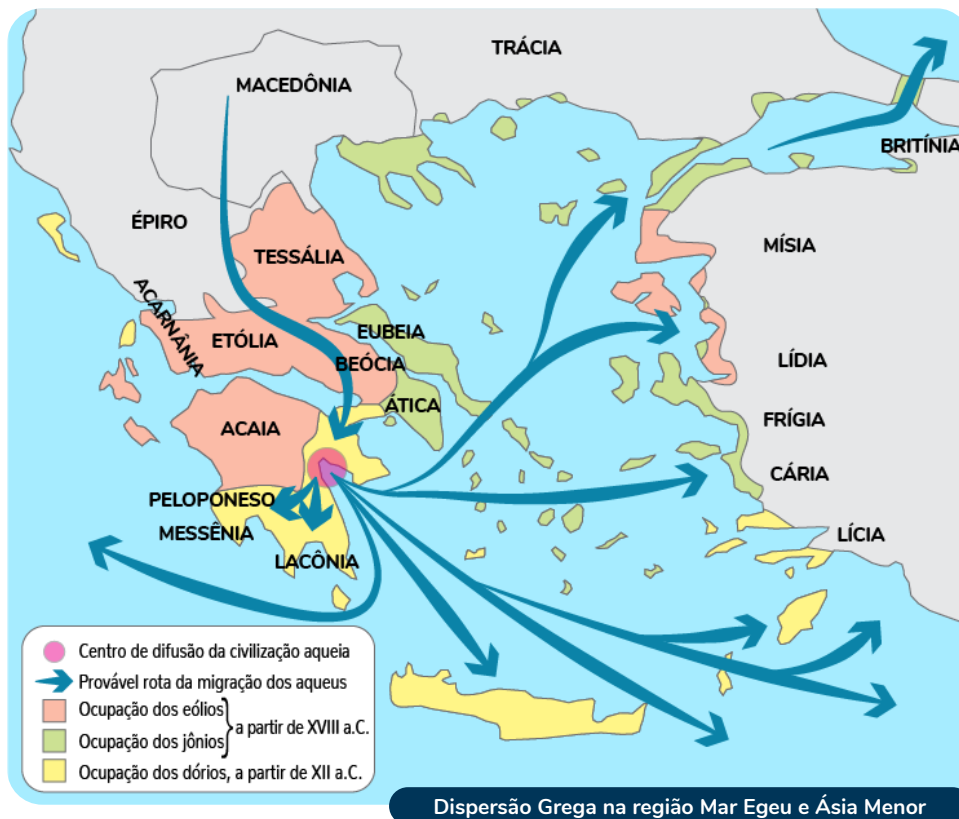 TRÁCIA
MACEDÔNIA
BRITÍNIA
ÉPIRO
MÍSIA
TESSÁLIA
ACARNÂNIA
EUBEIA
ETÓLIA
BEÓCIA
LÍDIA
ÁTICA
ACAIA
FRÍGIA
CÁRIA
PELOPONESO
MESSÊNIA
LÍCIA
LACÔNIA
Centro de difusão da civilização aqueia
Provável rota da migração dos aqueus
Ocupação dos eólios
a partir de XVIII a.C.
Ocupação dos jônios
Ocupação dos dórios, a partir de XII a.C.
Dispersão Grega na região Mar Egeu e Ásia Menor